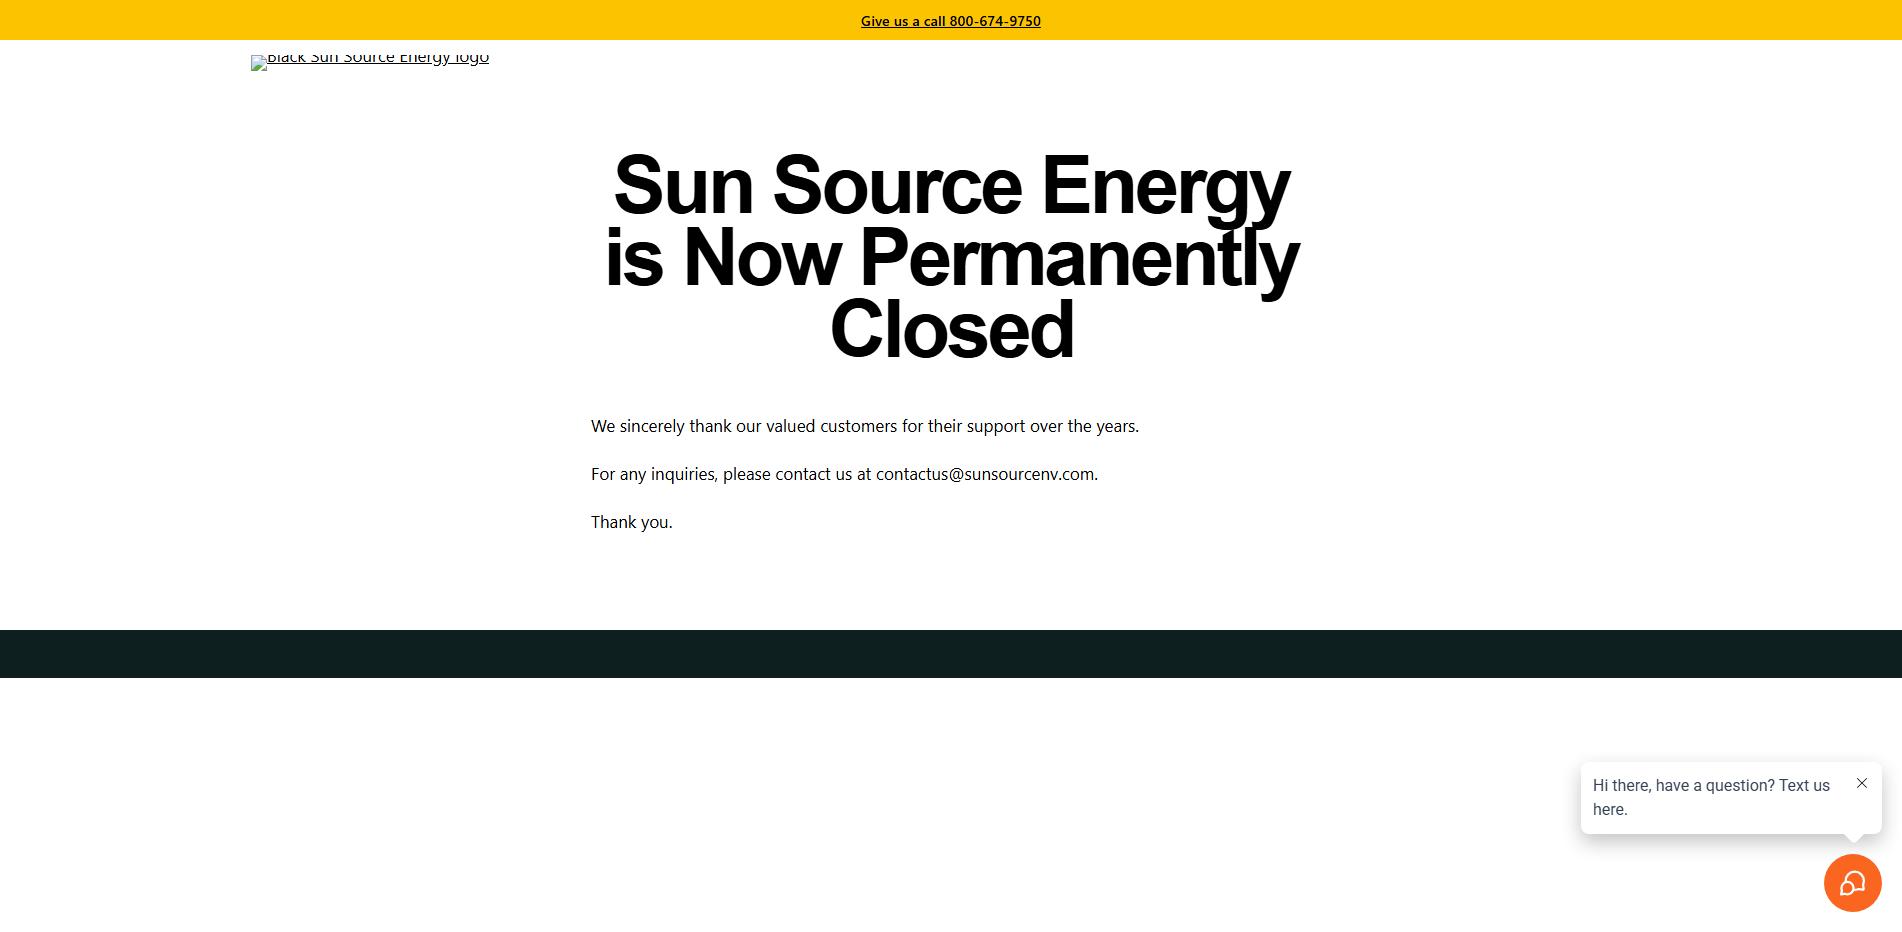 Give us a call 800-674-9750
Black Sun Source Energy logo
Sun Source Energy
is Now Permanently
Closed
We sincerely thank our valued customers for their support over the years.
For any inquiries, please contact us at contactus@sunsourcenv.com.
Thank you.
Hi there, have a question? Text us
here.